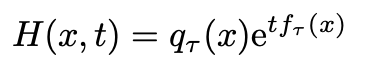 H(x, t) = q_τ(x)e^{tf_τ(x)}